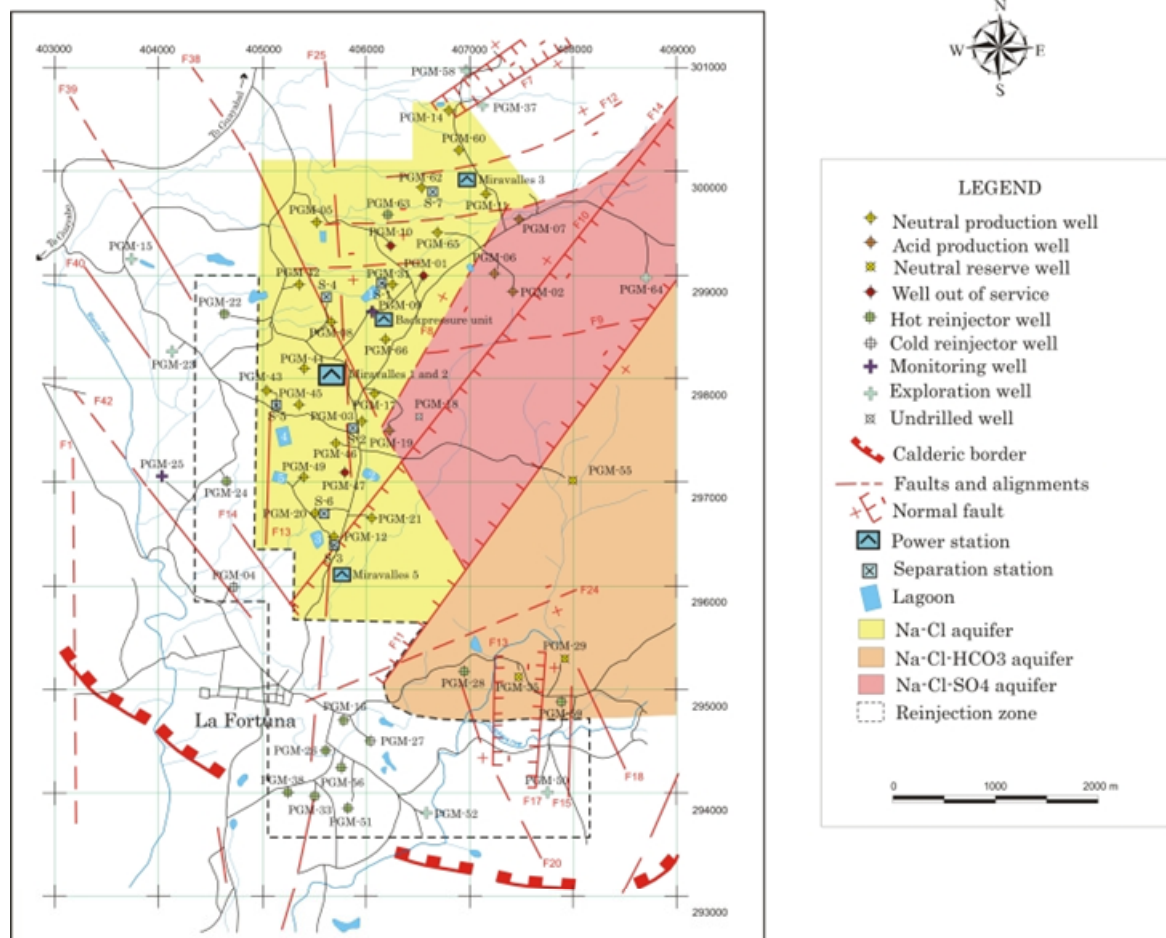 N
W
E
S
403000
404000
405000
406000
407000
408000
409000
301000
300000
299000
298000
297000
296000
295000
294000
293000
F38
F25
F39
F7
F12
F14
To Guayabal
To Guayabo
PGM-58
PGM-37
PGM-14
PGM-60
PGM-62
Miravalles 3
S-7
PGM-11
PGM-05
PGM-63
PGM-10
PGM-65
PGM-07
F10
PGM-15
F40
PGM-01
PGM-06
PGM-31
S-4
S-1
PGM-02
PGM-64
PGM-22
PGM-09
Backpressure unit
F8
F9
PGM-08
PGM-66
PGM-23
PGM-44
Miravalles 1 and 2
PGM-43
PGM-45
S-5
PGM-03
PGM-17
PGM-18
S-2
PGM-19
F42
F1
4
PGM-46
PGM-25
PGM-49
PGM-47
PGM-55
PGM-24
S-6
PGM-20
PGM-21
F14
F13
3
PGM-12
S-3
Miravalles 5
PGM-04
F24
F11
F13
PGM-29
PGM-28
PGM-35
PGM-59
La Fortuna
PGM-16
PGM-27
PGM-26
PGM-56
PGM-38
PGM-33
PGM-51
PGM-52
PGM-50
F17
F15
F18
F20
LEGEND
Neutral production well
Acid production well
Neutral reserve well
Well out of service
Hot reinjector well
Cold reinjector well
Monitoring well
Exploration well
Undrilled well
Calderic border
Faults and alignments
Normal fault
Power station
Separation station
Lagoon
Na-Cl aquifer
Na-Cl-HCO3 aquifer
Na-Cl-SO4 aquifer
Reinjection zone
0
1000
2000 m